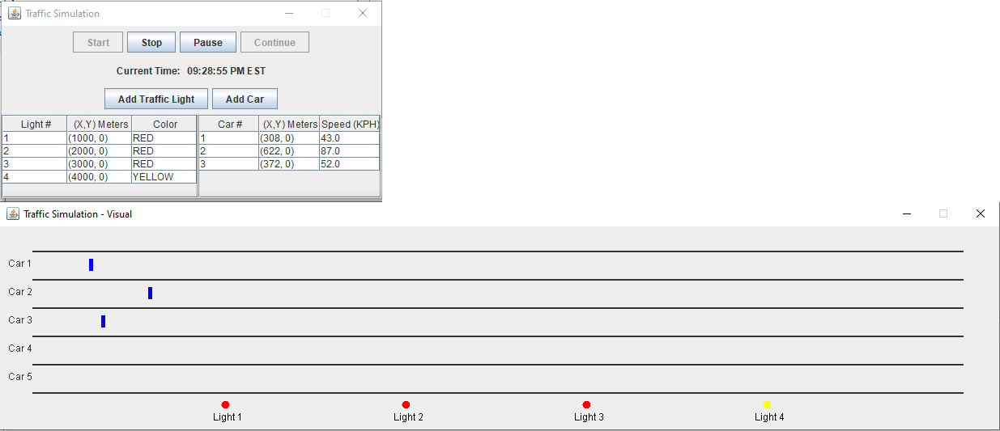 Traffic Simulation
Start Stop Pause Continue
Current Time: 09:28:55 PM EST
Add Traffic Light Add Car
Light # (X,Y) Meters Color Car # (X,Y) Meters Speed (KPH)
1 (1000, 0) RED 1 (308, 0) 43.0
2 (2000, 0) RED 2 (622, 0) 87.0
3 (3000, 0) RED 3 (372, 0) 52.0
4 (4000, 0) YELLOW
Traffic Simulation - Visual
Car 1
Car 2
Car 3
Car 4
Car 5
Light 1 Light 2 Light 3 Light 4